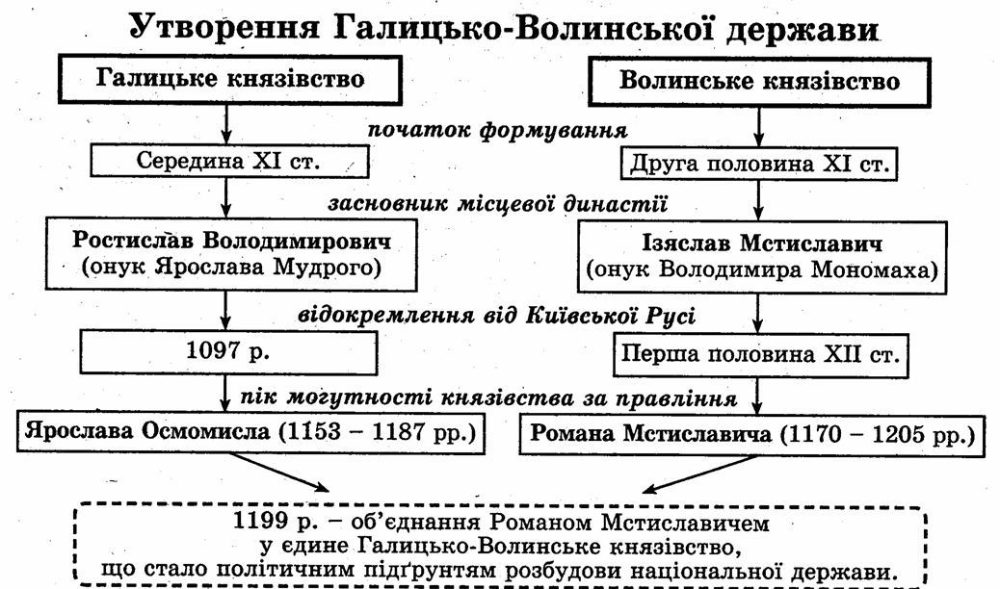 Утворення Галицько-Волинської держави
Галицьке князівство
Волинське князівство
початок формування
Середина XI ст.
Друга половина XI ст.
засновник місцевої династії
Ростислав Володимирович
(онук Ярослава Мудрого)
Ізяслав Мстиславич
(онук Володимира Мономаха)
відокремлення від Київської Русі
1097 р.
Перша половина XII ст.
пік могутності князівства за правління
Ярослава Осмомисла (1153 – 1187 рр.)
Романа Мстиславича (1170 – 1205 рр.)
1199 р. – об’єднання Романом Мстиславичем
у єдине Галицько-Волинське князівство,
що стало політичним підґрунтям розбудови національної держави.